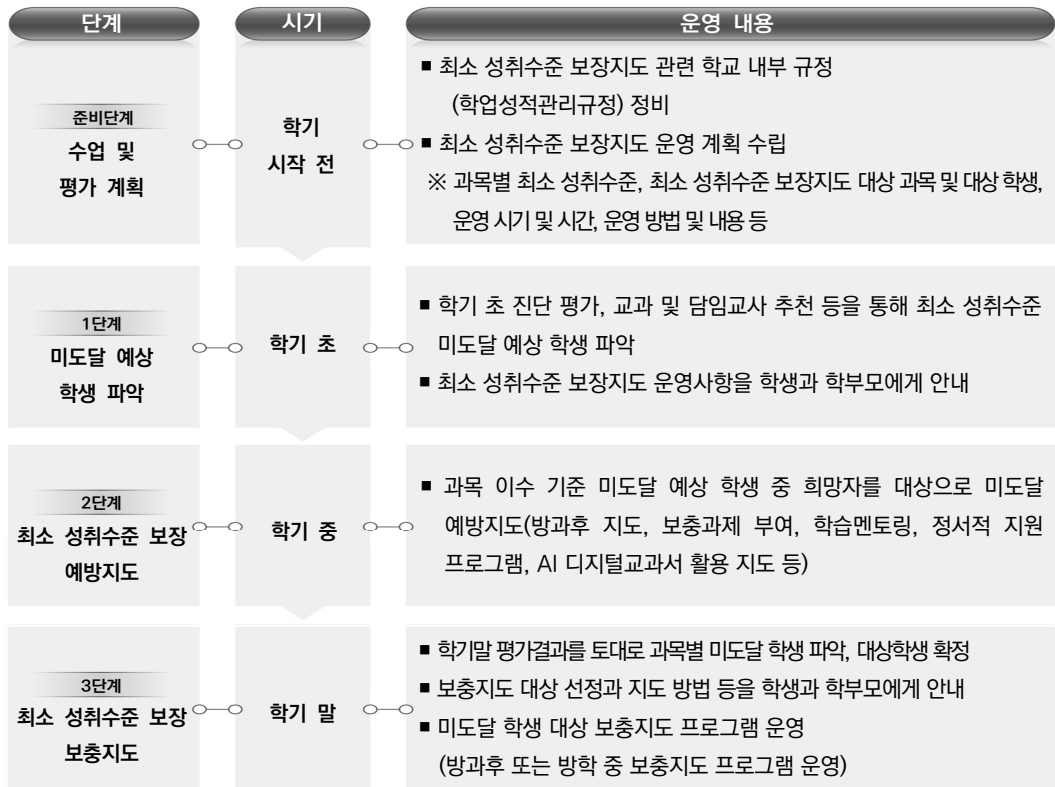 단계
시기
운영 내용
준비단계
수업 및
평가 계획
학기
시작 전
■ 최소 성취수준 보장지도 관련 학교 내부 규정
(학업성적관리규정) 정비
■ 최소 성취수준 보장지도 운영 계획 수립
※ 과목별 최소 성취수준, 최소 성취수준 보장지도 대상 과목 및 대상 학생,
운영 시기 및 시간, 운영 방법 및 내용 등
1단계
미도달 예상
학생 파악
학기 초
■ 학기 초 진단 평가, 교과 및 담임교사 추천 등을 통해 최소 성취수준
미도달 예상 학생 파악
■ 최소 성취수준 보장지도 운영사항을 학생과 학부모에게 안내
2단계
최소 성취수준 보장
예방지도
학기 중
■ 과목 이수 기준 미도달 예상 학생 중 희망자를 대상으로 미도달
예방지도(방과후 지도, 보충과제 부여, 학습멘토링, 정서적 지원
프로그램, AI 디지털교과서 활용 지도 등)
3단계
최소 성취수준 보장
보충지도
학기 말
■ 학기말 평가결과를 토대로 과목별 미도달 학생 파악, 대상학생 확정
■ 보충지도 대상 선정과 지도 방법 등을 학생과 학부모에게 안내
■ 미도달 학생 대상 보충지도 프로그램 운영
(방과후 또는 방학 중 보충지도 프로그램 운영)